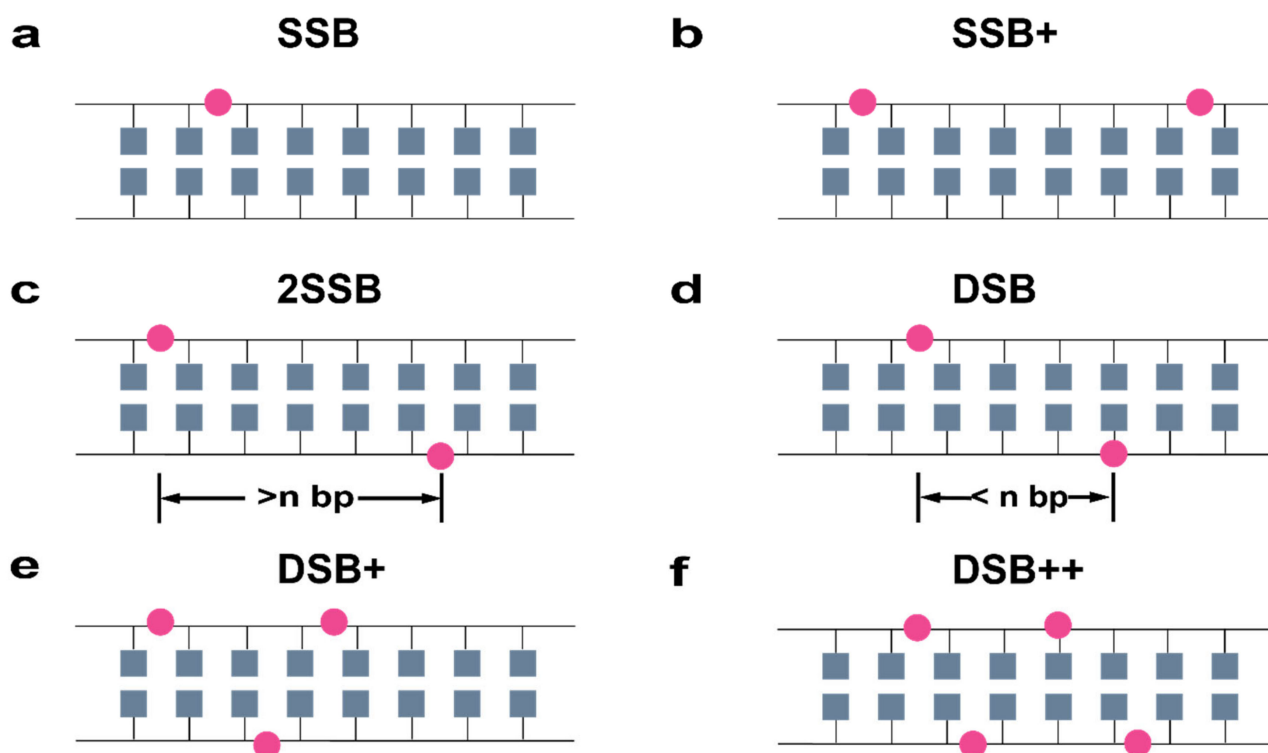 a SSB
b SSB+
c 2SSB
>n bp
d DSB
< n bp
e DSB+
f DSB++